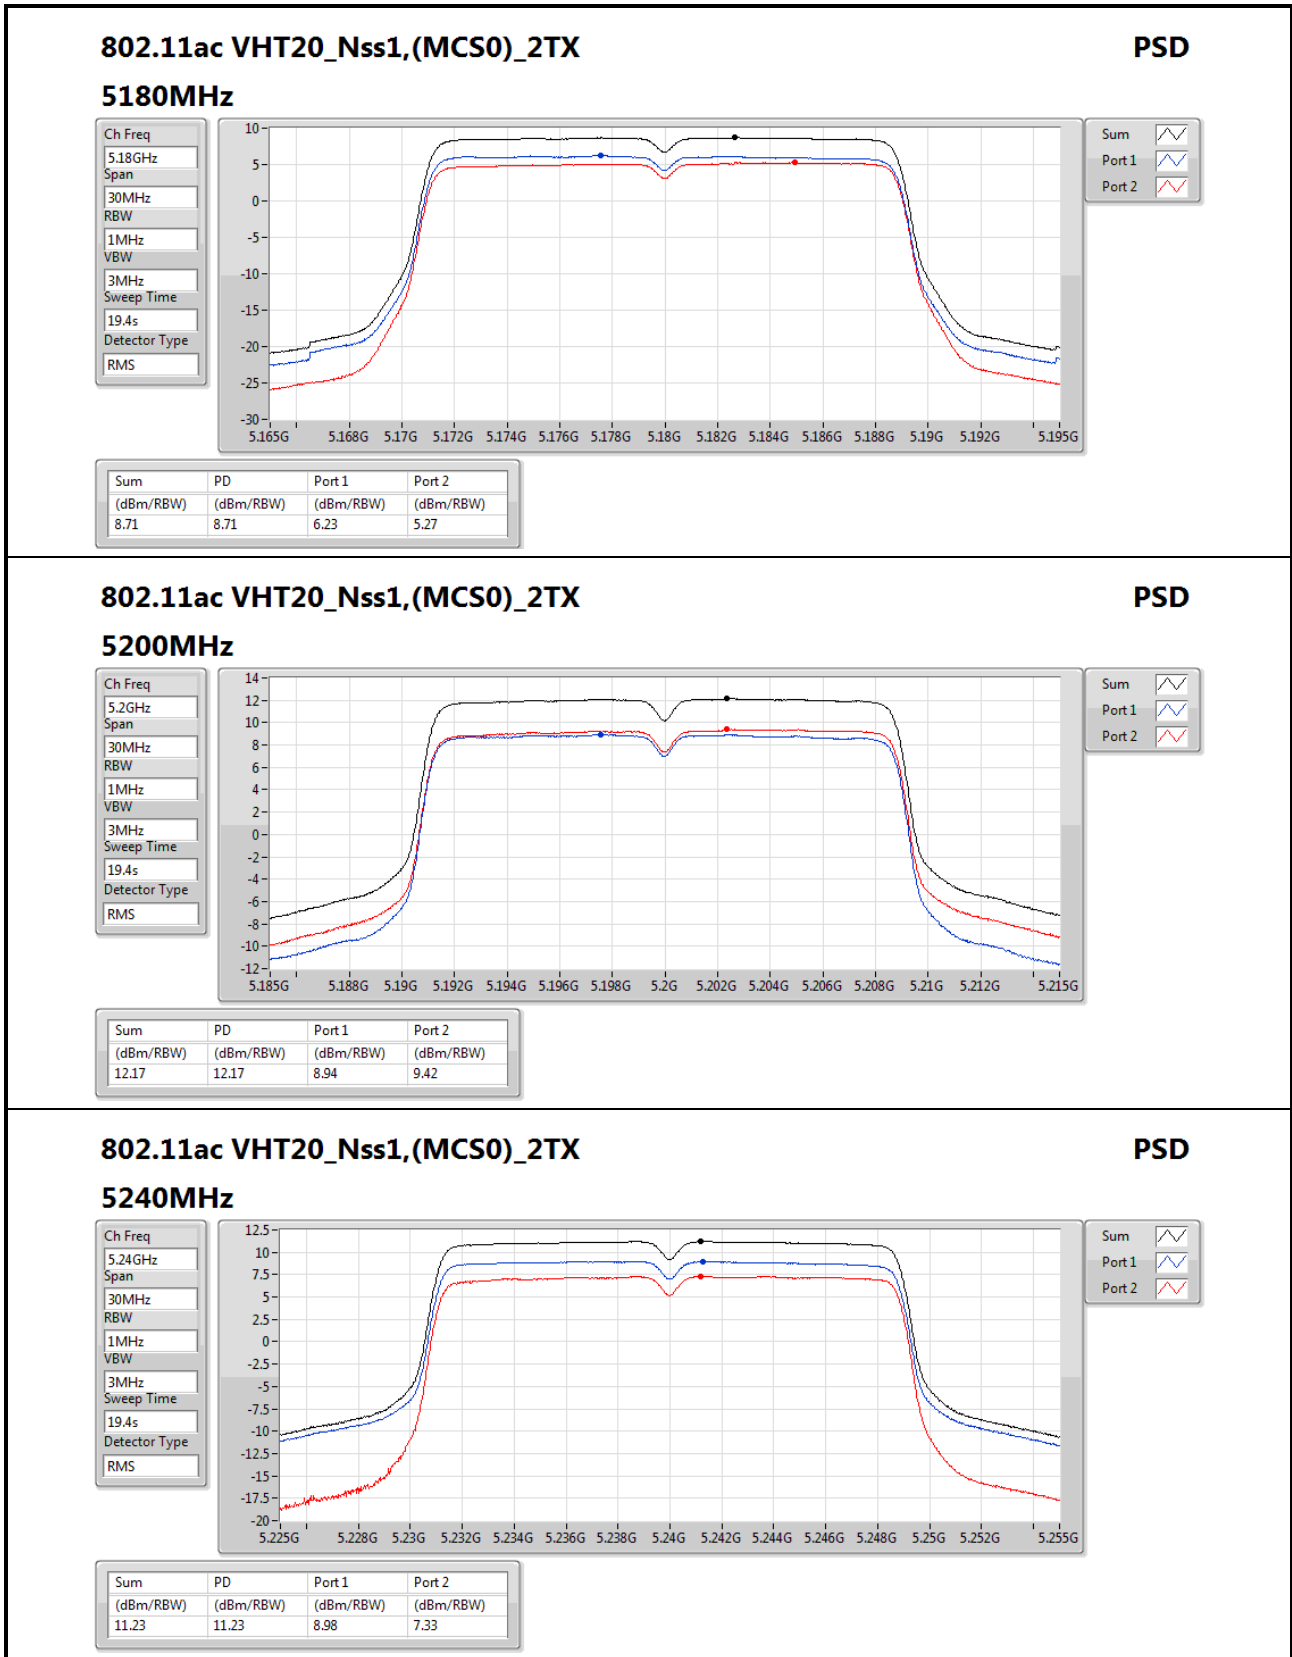 802.11ac VHT20_Nss1,(MCS0)_2TX PSD
5180MHz
Ch Freq
5.18GHz
Span
30MHz
RBW
1MHz
VBW
3MHz
Sweep Time
19.4s
Detector Type
RMS
10
5
0
-5
-10
-15
-20
-25
-30
5.165G 5.168G 5.17G 5.172G 5.174G 5.176G 5.178G 5.18G 5.182G 5.184G 5.186G 5.188G 5.19G 5.192G 5.195G
Sum
Port 1
Port 2
Sum PD Port 1 Port 2
(dBm/RBW) (dBm/RBW) (dBm/RBW) (dBm/RBW)
8.71 8.71 6.23 5.27
802.11ac VHT20_Nss1,(MCS0)_2TX PSD
5200MHz
Ch Freq
5.2GHz
Span
30MHz
RBW
1MHz
VBW
3MHz
Sweep Time
19.4s
Detector Type
RMS
14
12
10
8
6
4
2
0
-2
-4
-6
-8
-10
-12
5.185G 5.188G 5.19G 5.192G 5.194G 5.196G 5.198G 5.2G 5.202G 5.204G 5.206G 5.208G 5.21G 5.212G 5.215G
Sum
Port 1
Port 2
Sum PD Port 1 Port 2
(dBm/RBW) (dBm/RBW) (dBm/RBW) (dBm/RBW)
12.17 12.17 8.94 9.42
802.11ac VHT20_Nss1,(MCS0)_2TX PSD
5240MHz
Ch Freq
5.24GHz
Span
30MHz
RBW
1MHz
VBW
3MHz
Sweep Time
19.4s
Detector Type
RMS
12.5
10
7.5
5
2.5
0
-2.5
-5
-7.5
-10
-12.5
-15
-17.5
-20
5.225G 5.228G 5.23G 5.232G 5.234G 5.236G 5.238G 5.24G 5.242G 5.244G 5.246G 5.248G 5.25G 5.252G 5.255G
Sum
Port 1
Port 2
Sum PD Port 1 Port 2
(dBm/RBW) (dBm/RBW) (dBm/RBW) (dBm/RBW)
11.23 11.23 8.98 7.33